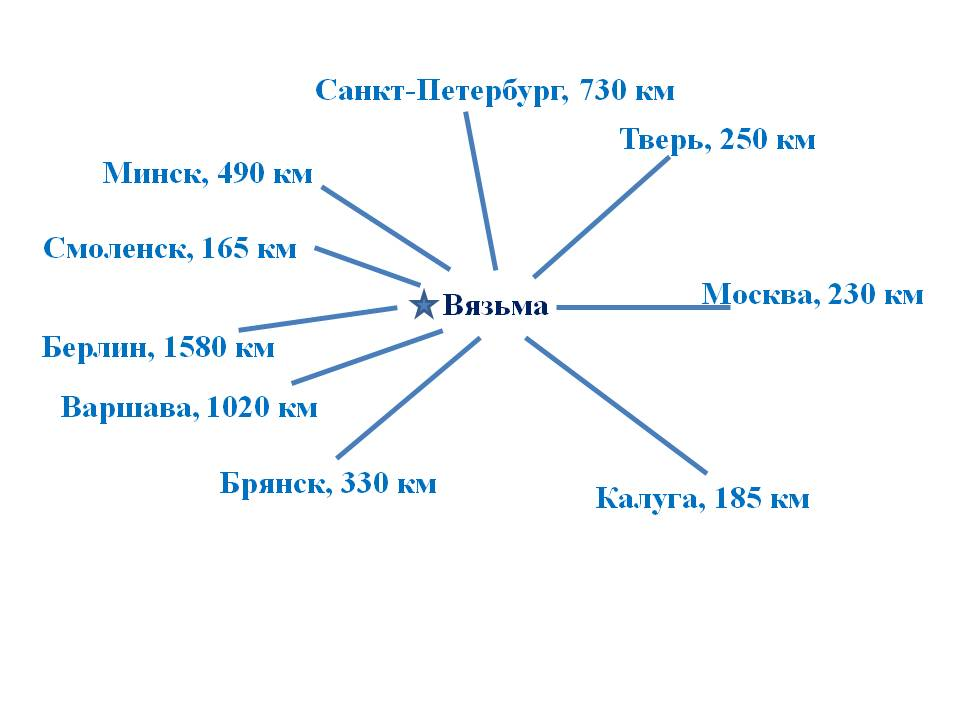 Санкт-Петербург, 730 км
Тверь, 250 км
Минск, 490 км
Смоленск, 165 км
Москва, 230 км
Вязьма
Берлин, 1580 км
Варшава, 1020 км
Брянск, 330 км
Калуга, 185 км